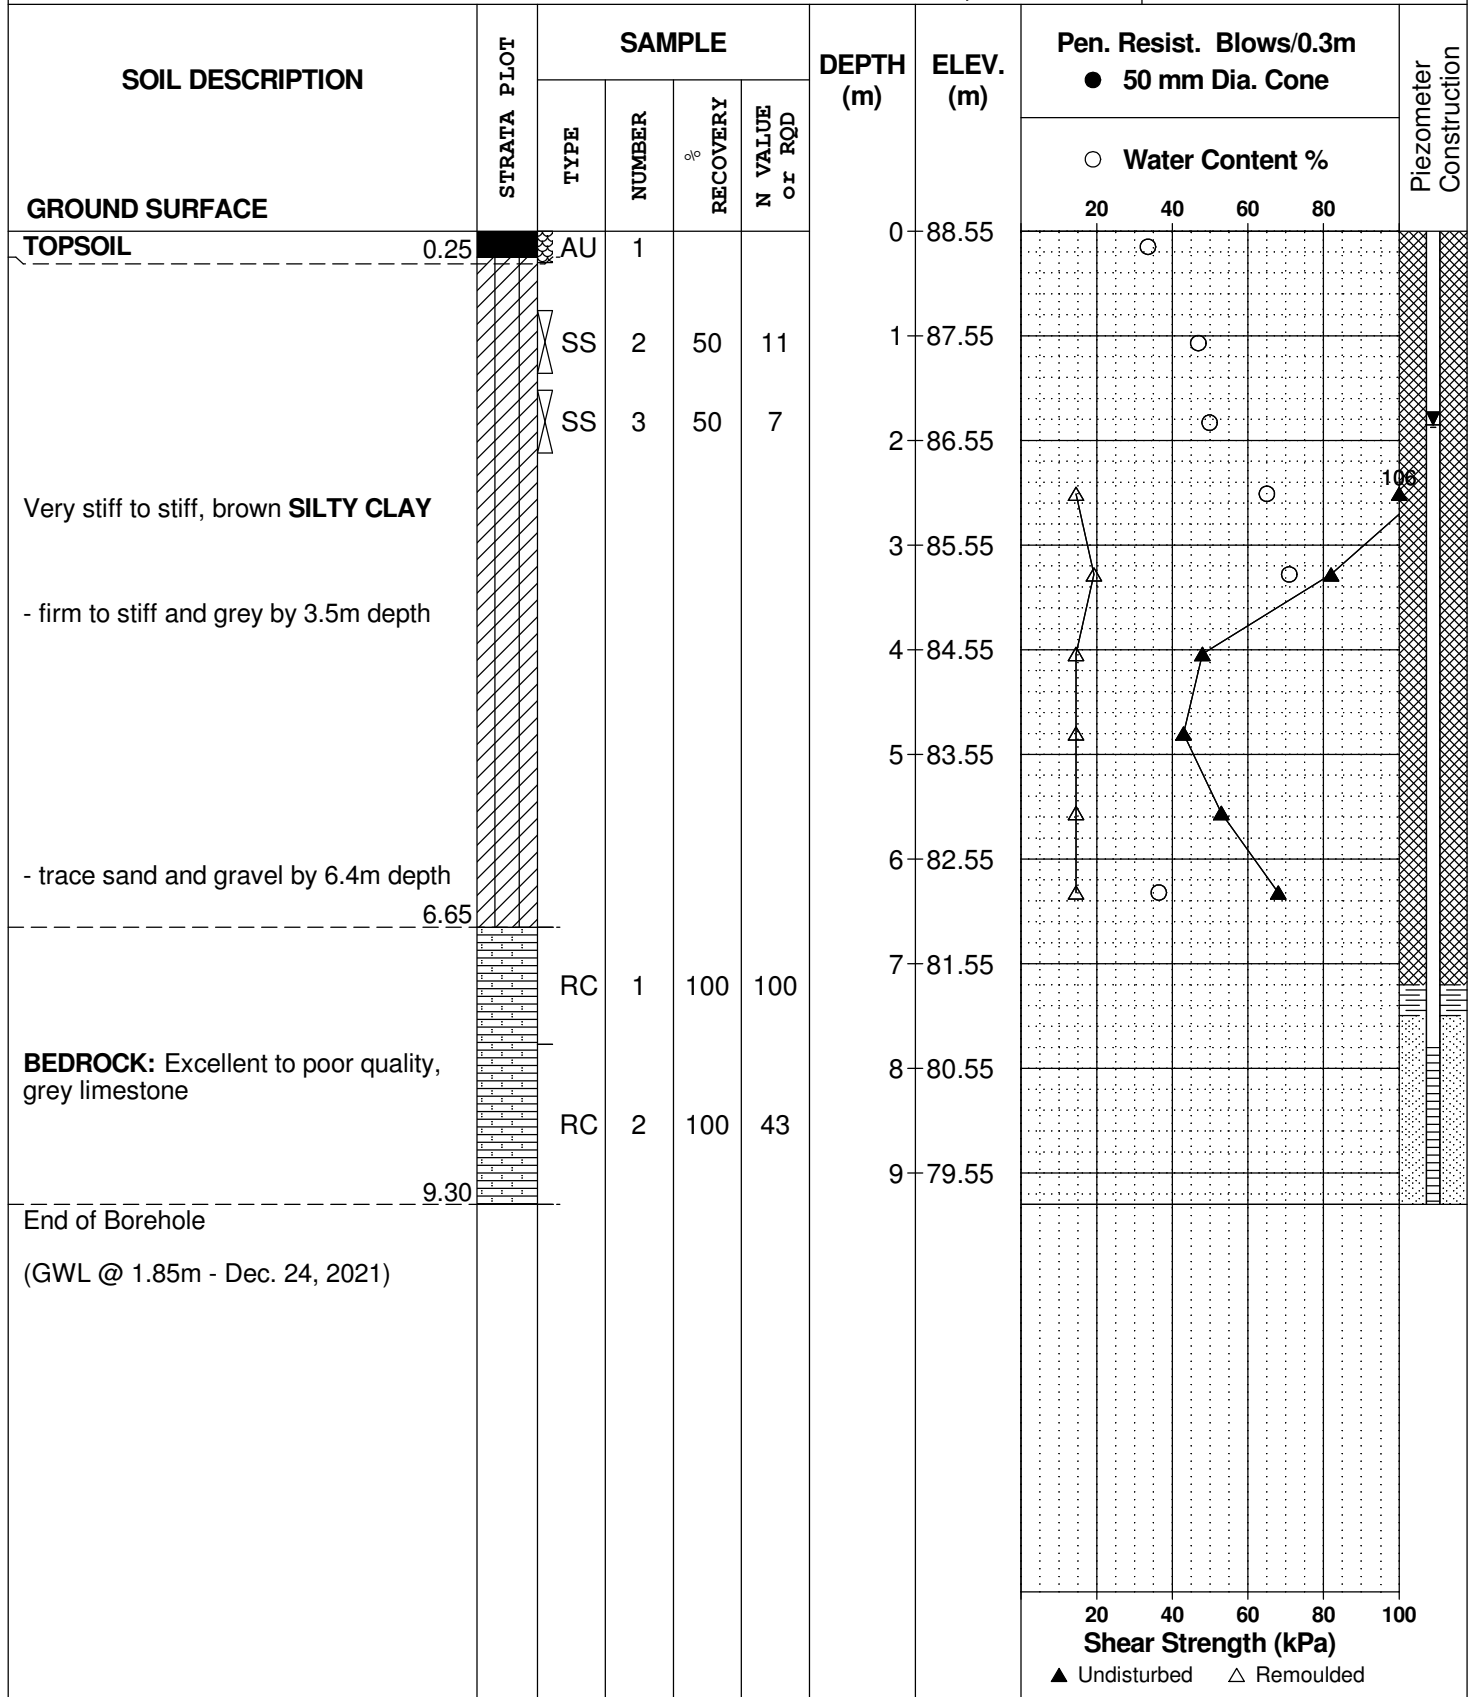 SOIL DESCRIPTION
GROUND SURFACE
STRATA PLOT
SAMPLE
TYPE
NUMBER
% RECOVERY
N VALUE or RQD
DEPTH (m)
ELEV. (m)
Pen. Resist. Blows/0.3m
● 50 mm Dia. Cone
○ Water Content %
20 40 60 80
Piezometer Construction
TOPSOIL 0.25
AU 1
0 88.55
SS 2 50 11
1 87.55
SS 3 50 7
2 86.55
106
Very stiff to stiff, brown SILTY CLAY
3 85.55
- firm to stiff and grey by 3.5m depth
4 84.55
5 83.55
6 82.55
- trace sand and gravel by 6.4m depth
6.65
7 81.55
RC 1 100 100
BEDROCK: Excellent to poor quality,
grey limestone
8 80.55
RC 2 100 43
9 79.55
9.30
End of Borehole
(GWL @ 1.85m - Dec. 24, 2021)
20 40 60 80 100
Shear Strength (kPa)
▲ Undisturbed △ Remoulded